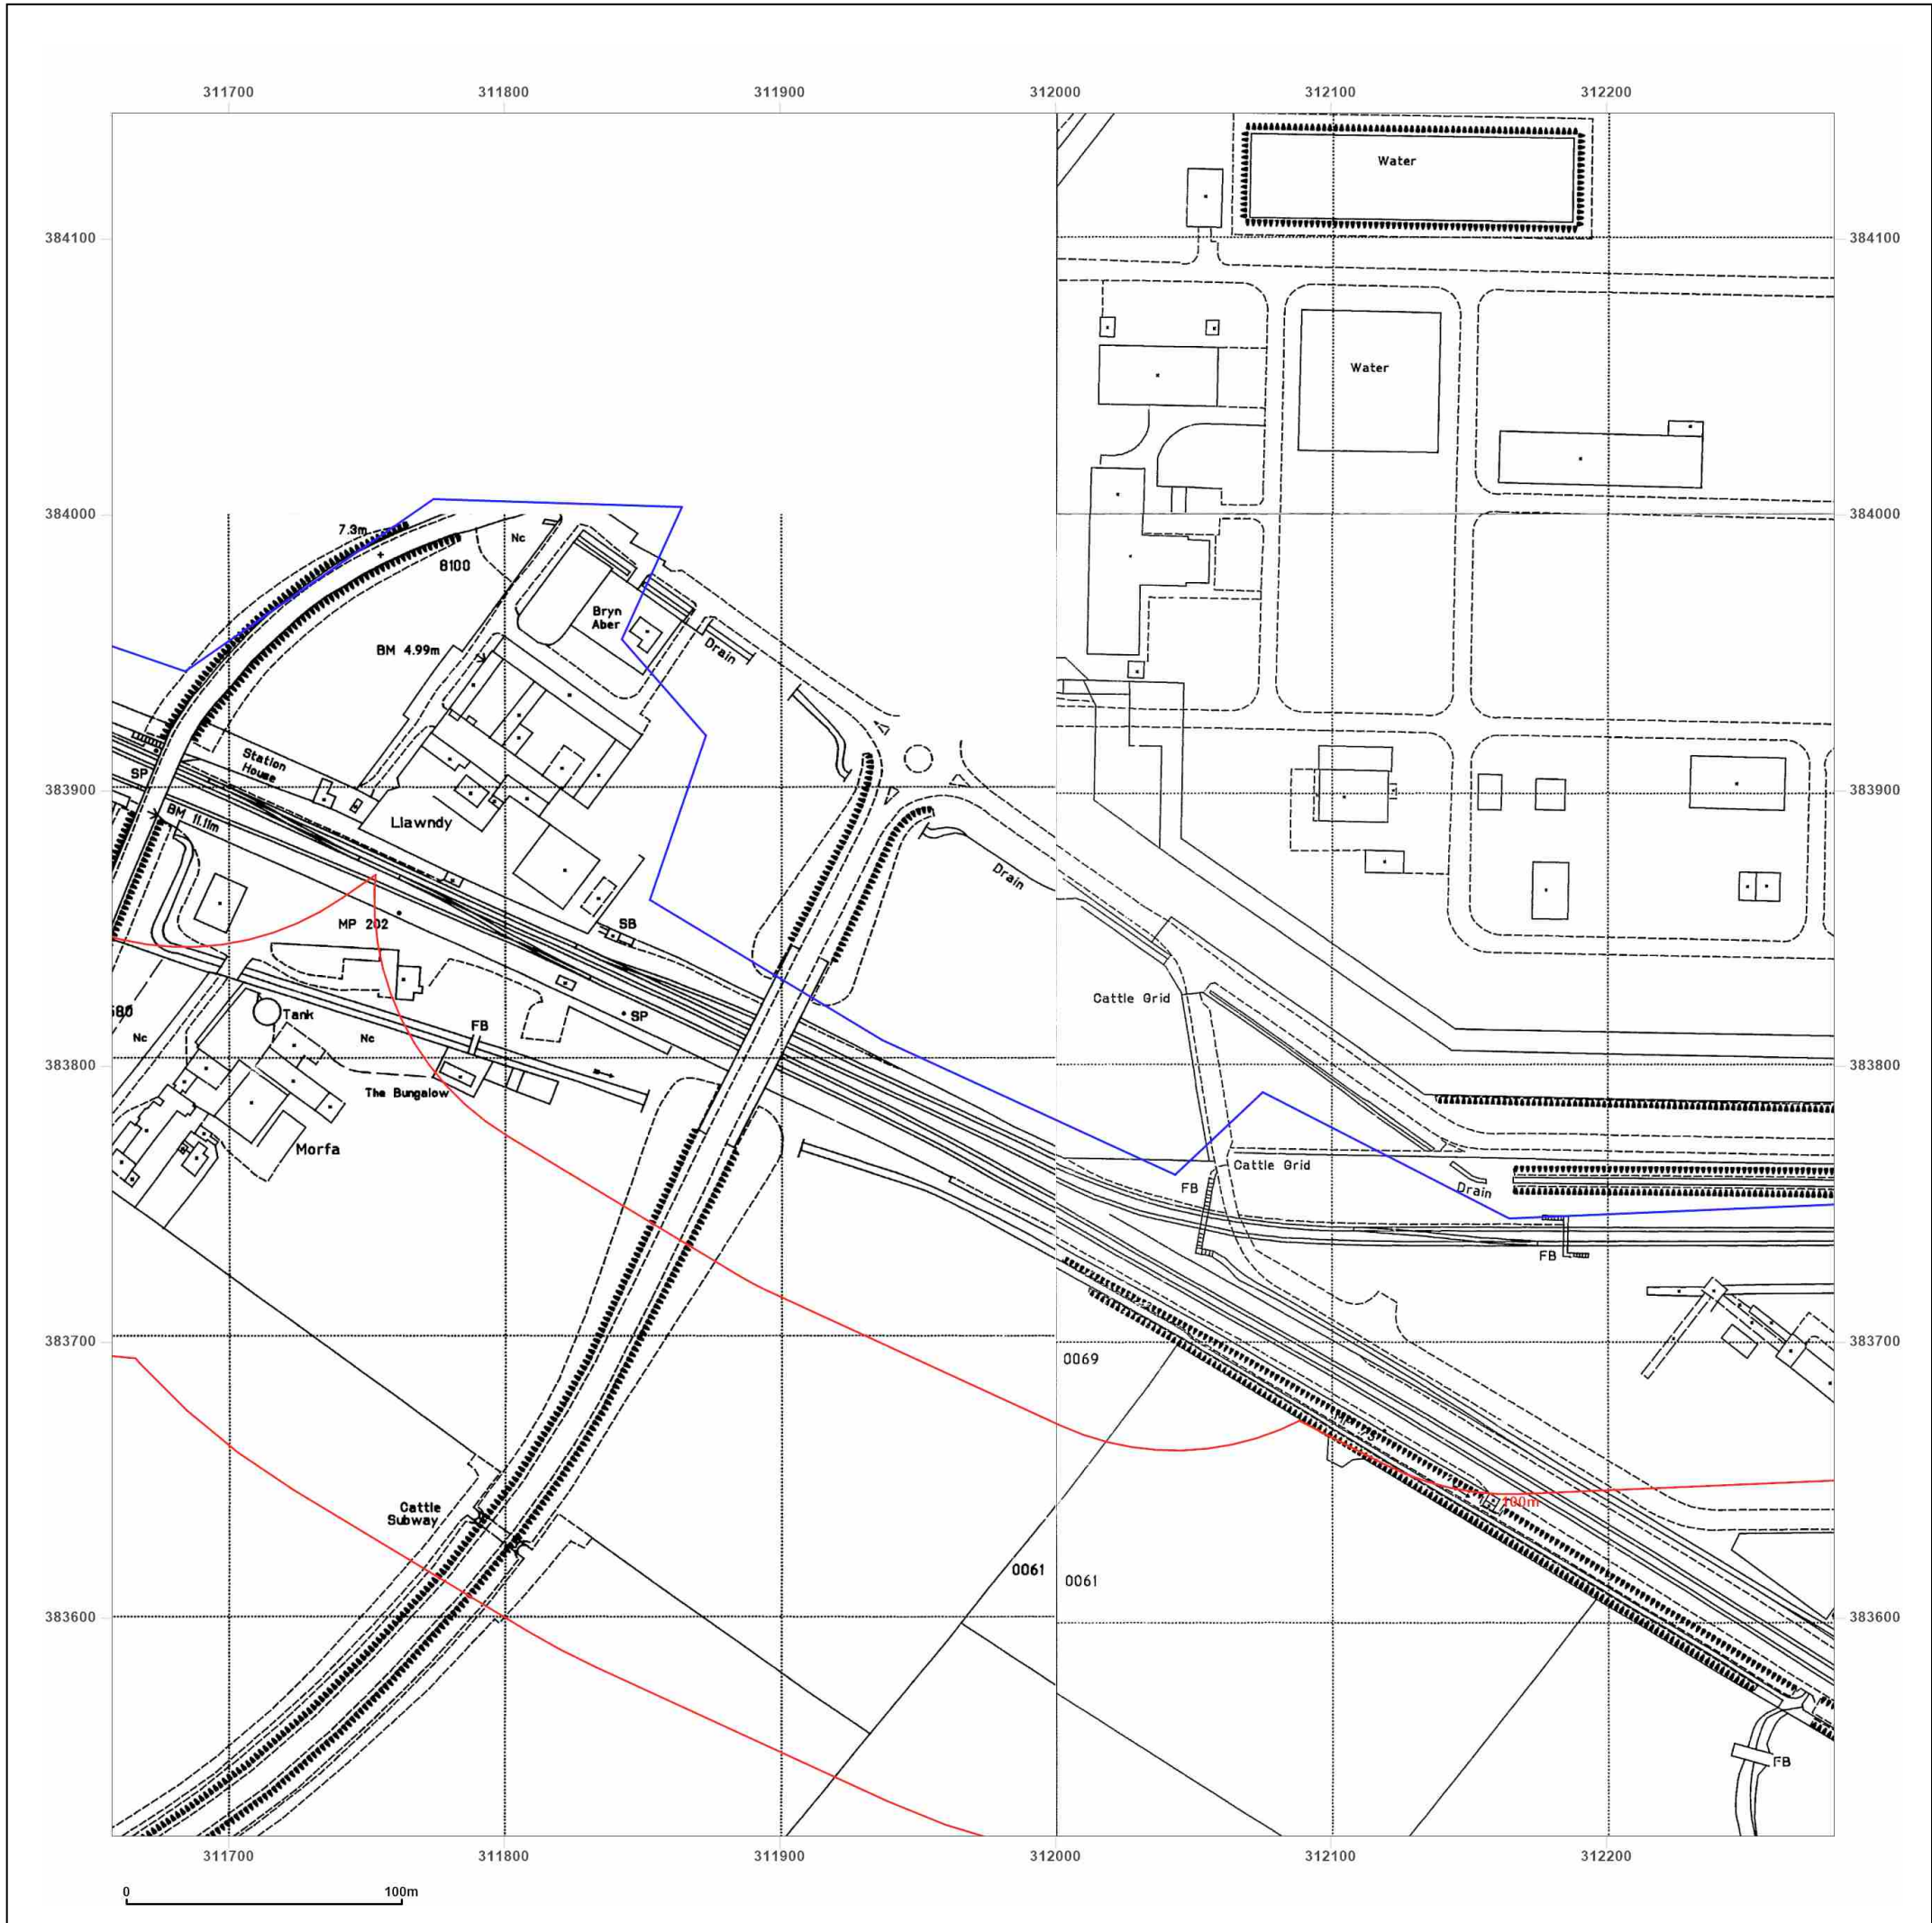 311700
311800
311900
312000
312100
312200
Water
384100
384100
Water
384000
384000
7.3m
Nc
8100
Bryn
Aber
BM 4.99m
Drain
Station
House
SP
383900
383900
BM 11.11m
Llawndy
Drain
MP 202
SB
Cattle Grid
580
Tank
SP
FB
Nc
Nc
383800
383800
The Bungalow
Morfa
Cattle Grid
FB
Drain
FB
383700
383700
0069
100m
Cattle
Subway
0061
0061
383600
383600
FB
311700
311800
311900
312000
312100
312200
0
100m